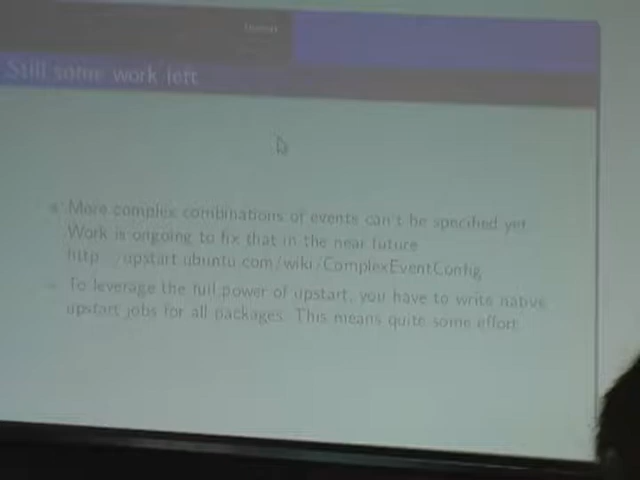 Still some work left
More complex combinations of events can't be specified yet
Work is ongoing to fix that in the near future
http://upstart.ubuntu.com/wiki/ComplexEventConfig
To leverage the full power of upstart, you have to write native
upstart jobs for all packages. This means quite some effort